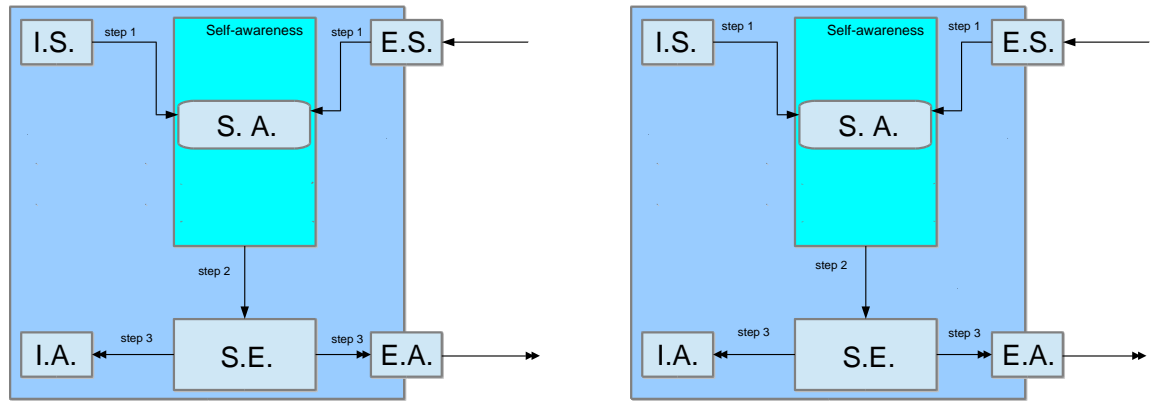 I.S.
step 1
Self-awareness
step 1
E.S.
S. A.
step 2
I.A.
step 3
S.E.
step 3
E.A.
I.S.
step 1
Self-awareness
step 1
E.S.
S. A.
step 2
I.A.
step 3
S.E.
step 3
E.A.